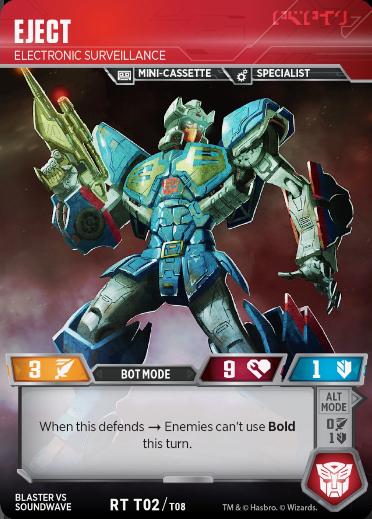 EJECT
ELECTRONIC SURVEILLANCE
MINI-CASSETTE SPECIALIST
3 BOT MODE 9 1
When this defends → Enemies can't use Bold
this turn.
ALT
MODE
0
1
BLASTER VS
SOUNDWAVE
RT T02/T08
TM & © Hasbro. © Wizards.